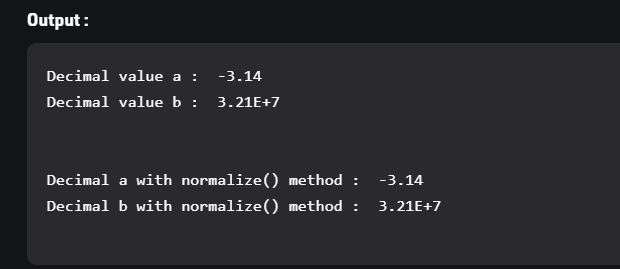 Output :
Decimal value a :  -3.14
Decimal value b :  3.21E+7
Decimal a with normalize() method :  -3.14
Decimal b with normalize() method :  3.21E+7